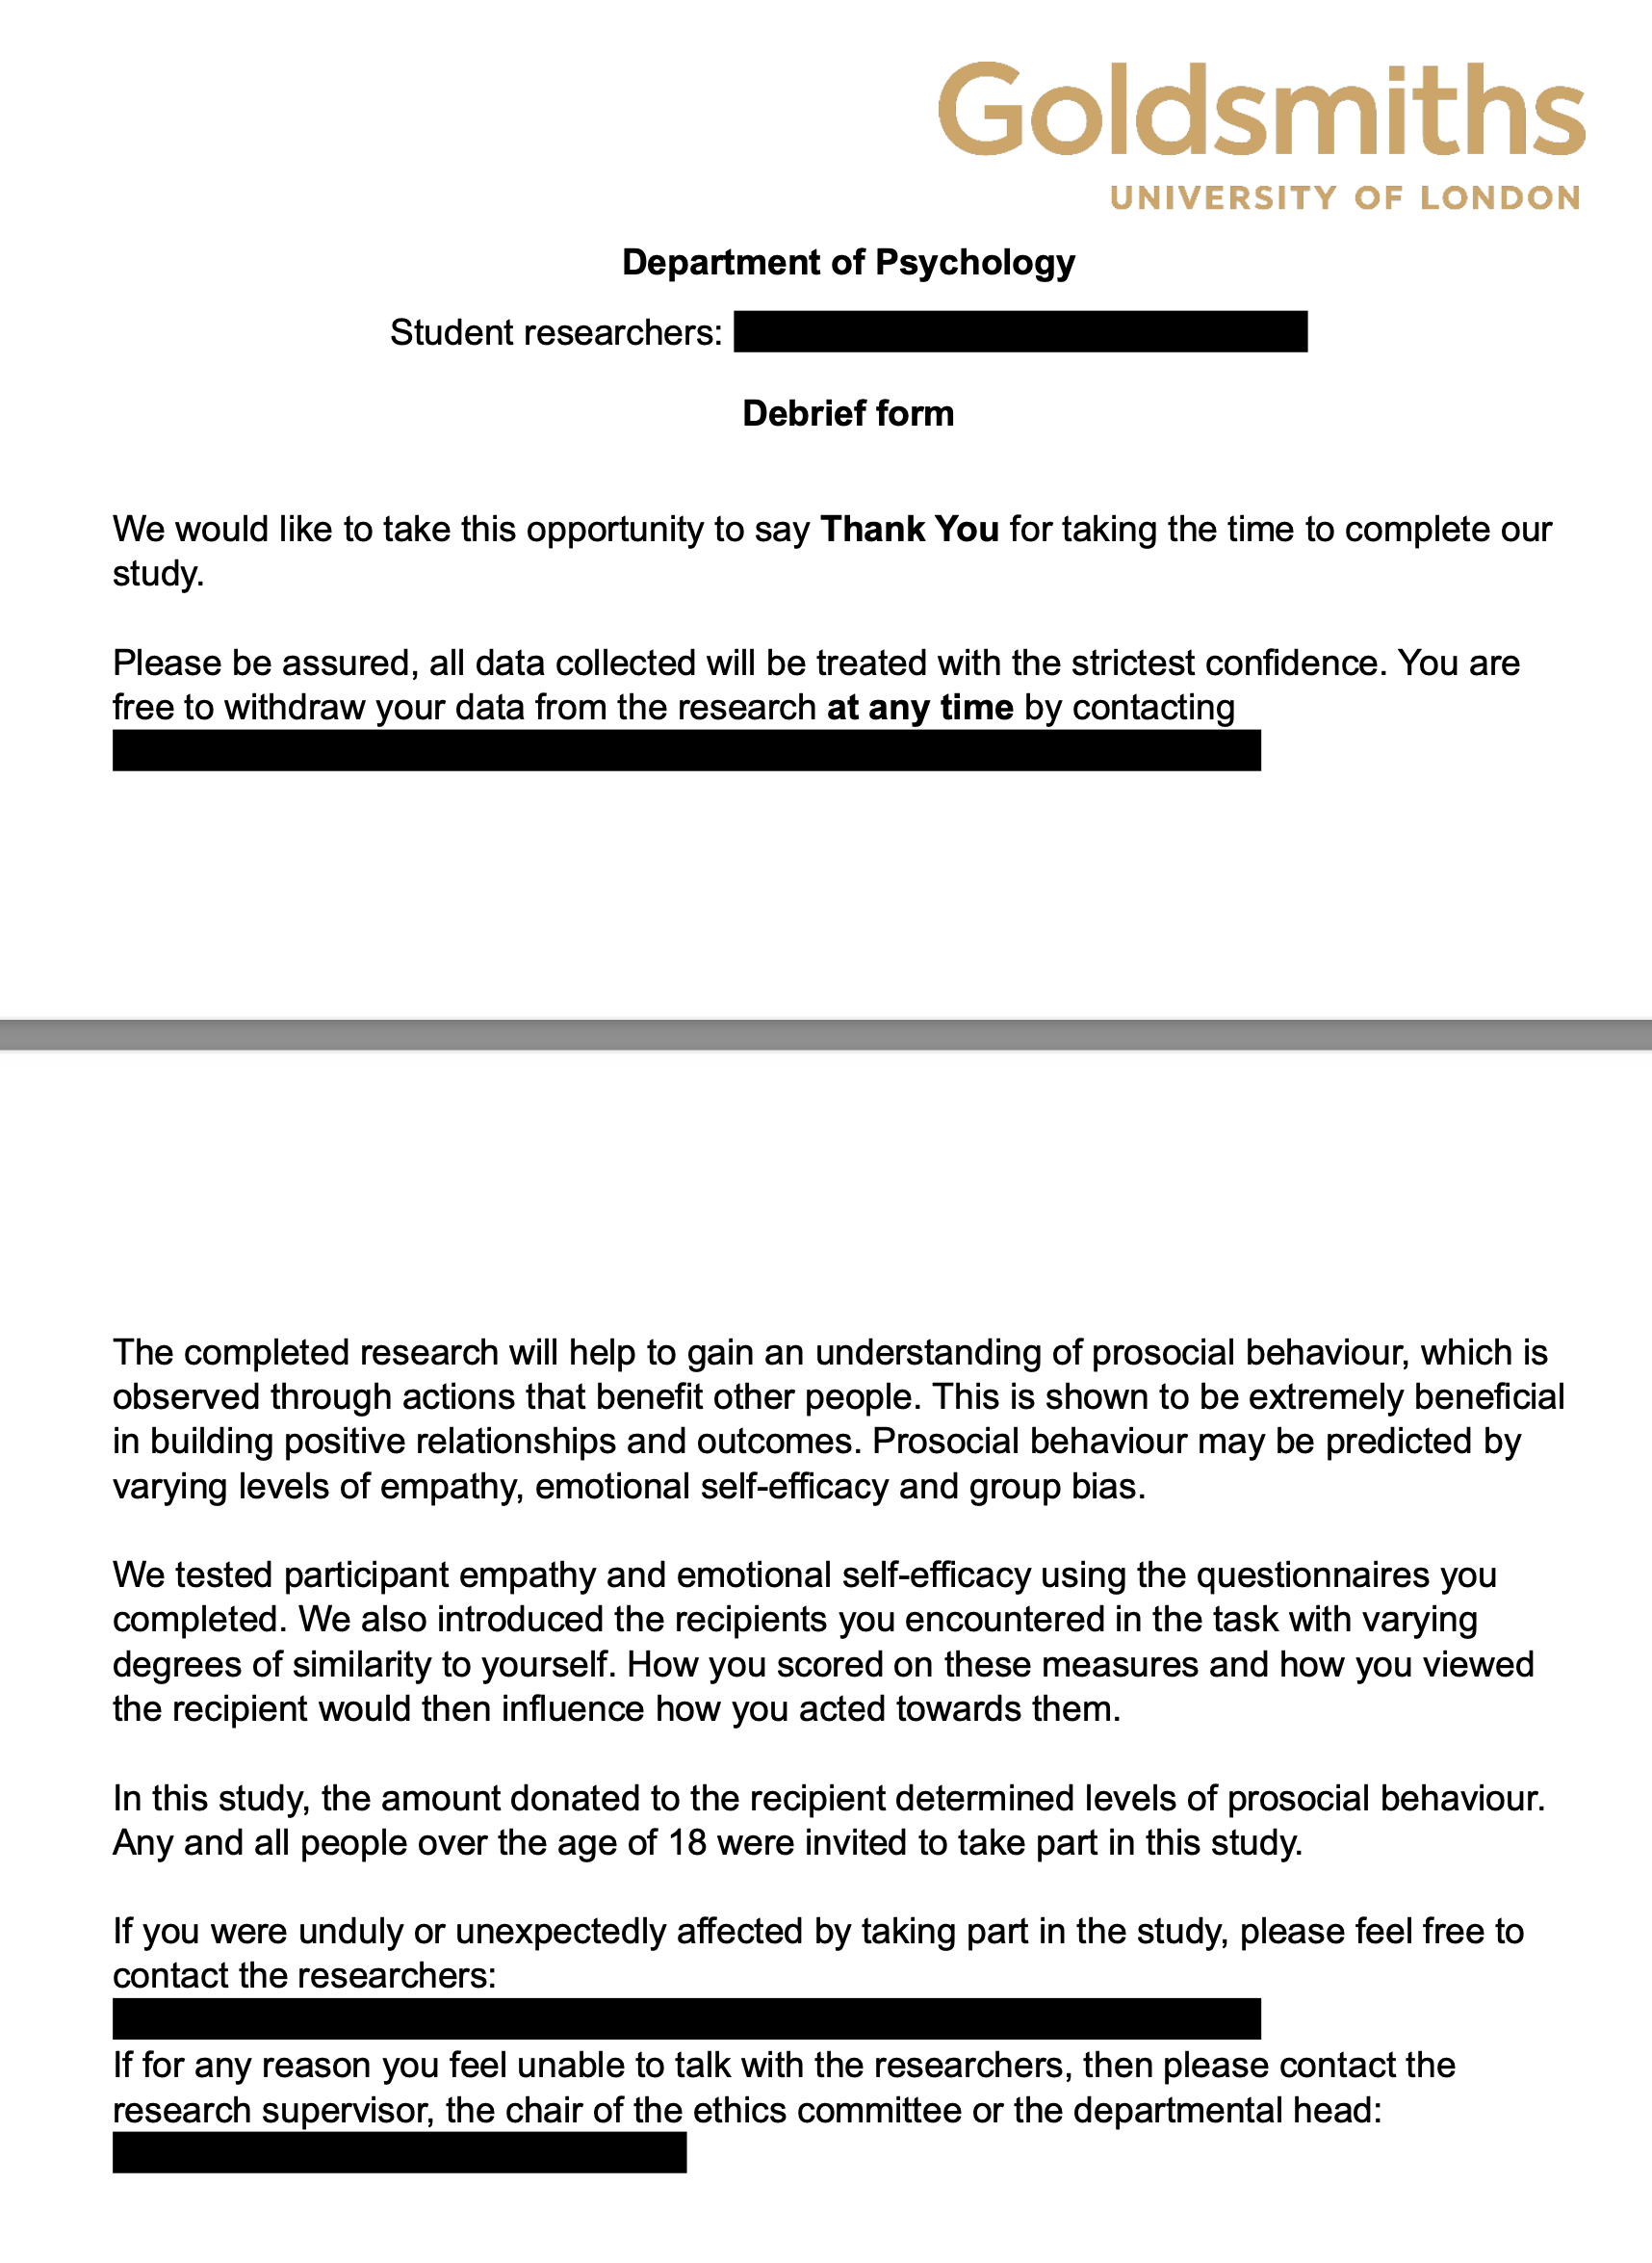 Goldsmiths
UNIVERSITY OF LONDON
Department of Psychology
Student researchers:
Debrief form
We would like to take this opportunity to say Thank You for taking the time to complete our
study.
Please be assured, all data collected will be treated with the strictest confidence. You are
free to withdraw your data from the research at any time by contacting
The completed research will help to gain an understanding of prosocial behaviour, which is
observed through actions that benefit other people. This is shown to be extremely beneficial
in building positive relationships and outcomes. Prosocial behaviour may be predicted by
varying levels of empathy, emotional self-efficacy and group bias.
We tested participant empathy and emotional self-efficacy using the questionnaires you
completed. We also introduced the recipients you encountered in the task with varying
degrees of similarity to yourself. How you scored on these measures and how you viewed
the recipient would then influence how you acted towards them.
In this study, the amount donated to the recipient determined levels of prosocial behaviour.
Any and all people over the age of 18 were invited to take part in this study.
If you were unduly or unexpectedly affected by taking part in the study, please feel free to
contact the researchers:
If for any reason you feel unable to talk with the researchers, then please contact the
research supervisor, the chair of the ethics committee or the departmental head: